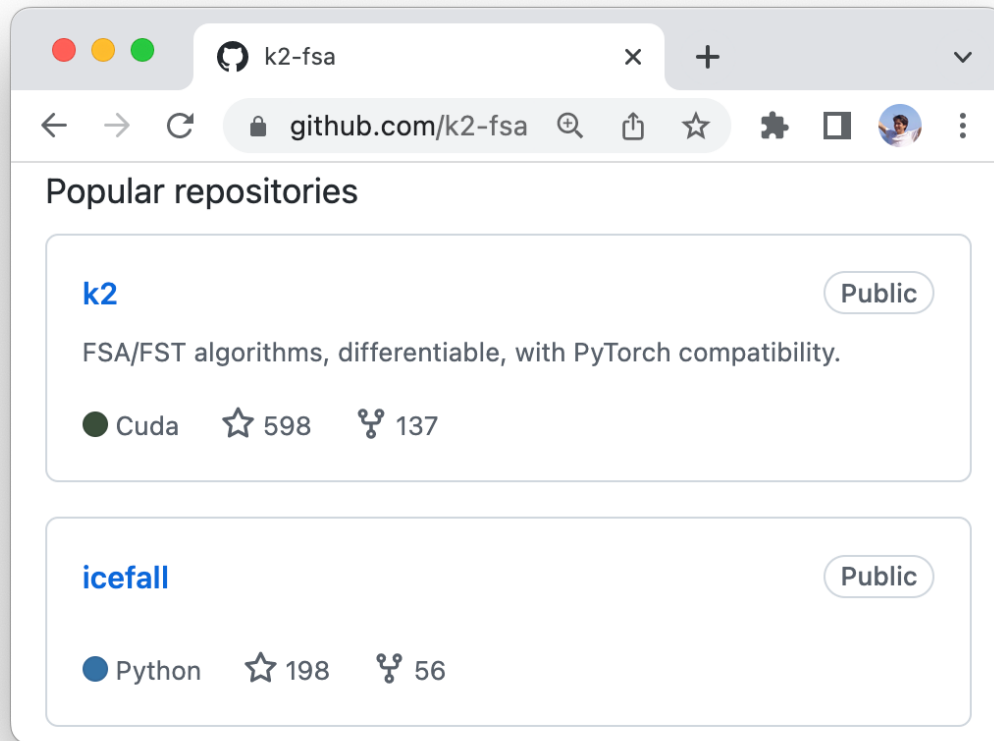 k2-fsa
github.com/k2-fsa
Popular repositories
k2 Public
FSA/FST algorithms, differentiable, with PyTorch compatibility.
Cuda 598 137
icefall Public
Python 198 56